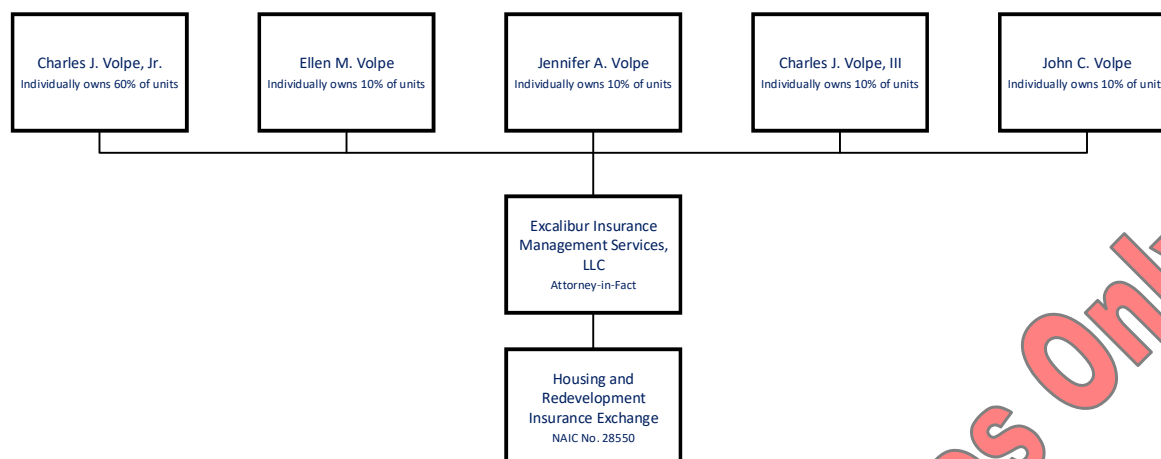 Charles J. Volpe, Jr.
Individually owns 60% of units
Ellen M. Volpe
Individually owns 10% of units
Jennifer A. Volpe
Individually owns 10% of units
Charles J. Volpe, III
Individually owns 10% of units
John C. Volpe
Individually owns 10% of unit
Excalibur Insurance
Management Services,
LLC
Attorney-in-Fact
Housing and
Redevelopment
Insurance Exchange
NAIC No. 28550